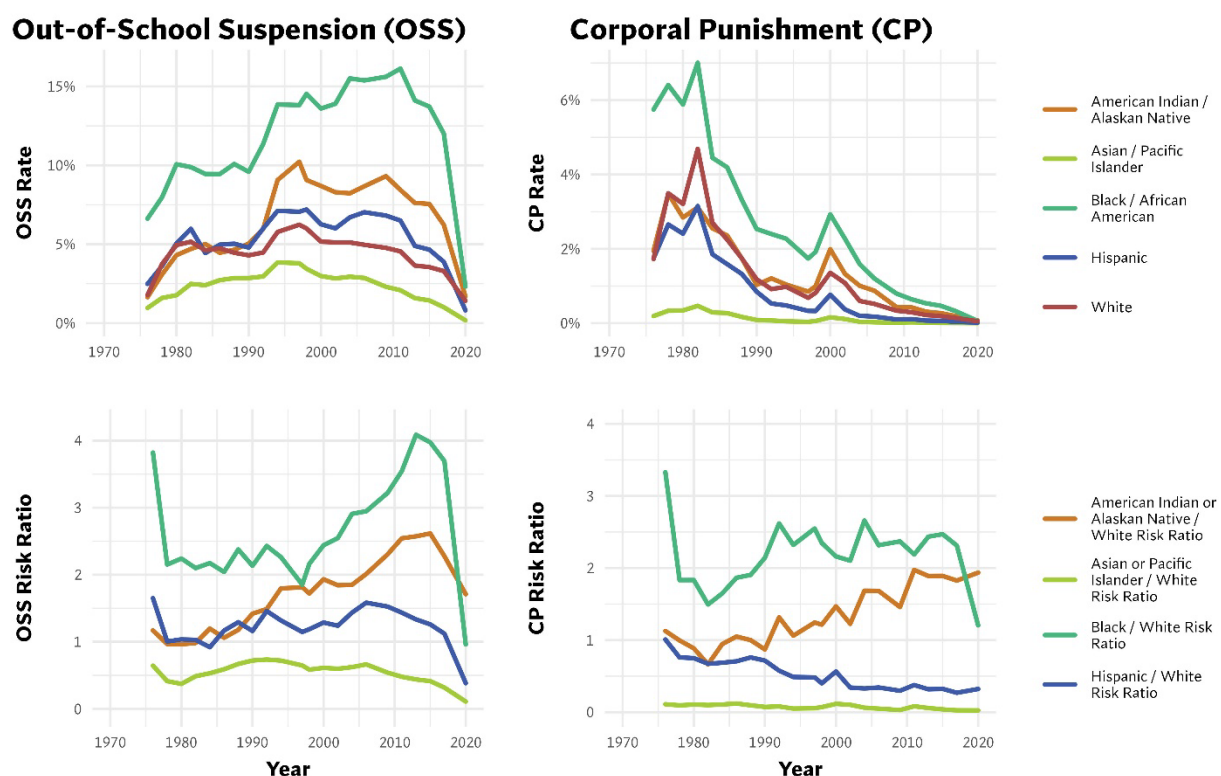 Out-of-School Suspension (OSS)
OSS Rate
15%
10%
5%
0%
1970 1980 1990 2000 2010 2020
Corporal Punishment (CP)
CP Rate
6%
4%
2%
0%
1970 1980 1990 2000 2010 2020
American Indian /
Alaskan Native
Asian / Pacific
Islander
Black / African
American
Hispanic
White
OSS Risk Ratio
4
3
2
1
0
1970 1980 1990 2000 2010 2020
Year
CP Risk Ratio
4
3
2
1
0
1970 1980 1990 2000 2010 2020
Year
American Indian or
Alaskan Native /
White Risk Ratio
Asian or Pacific
Islander / White
Risk Ratio
Black / White Risk
Ratio
Hispanic / White
Risk Ratio